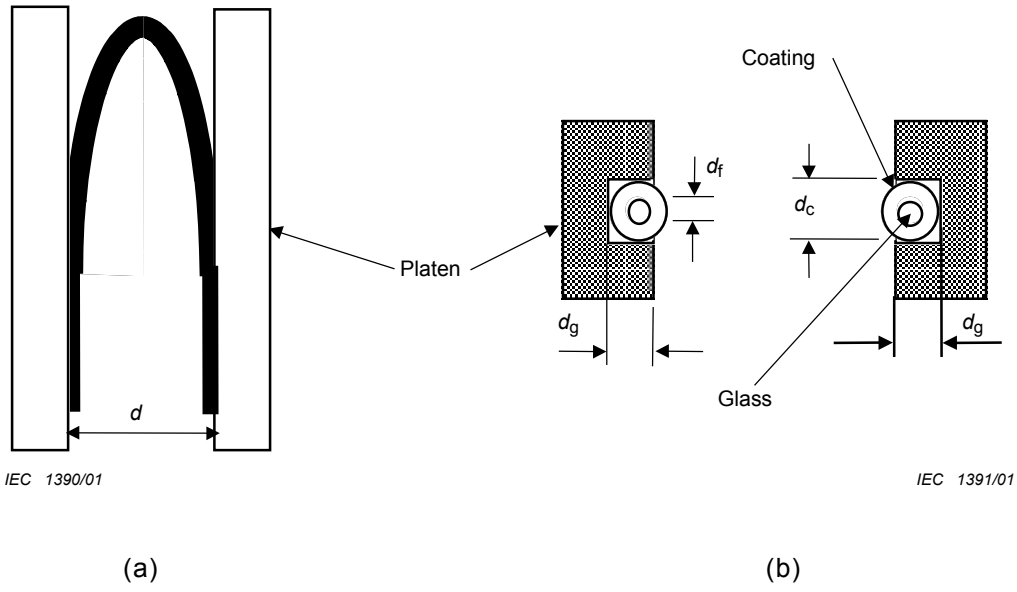 Coating
d_f
d_c
Platen
d_g
d_g
Glass
d
IEC 1390/01
IEC 1391/01
(a)
(b)